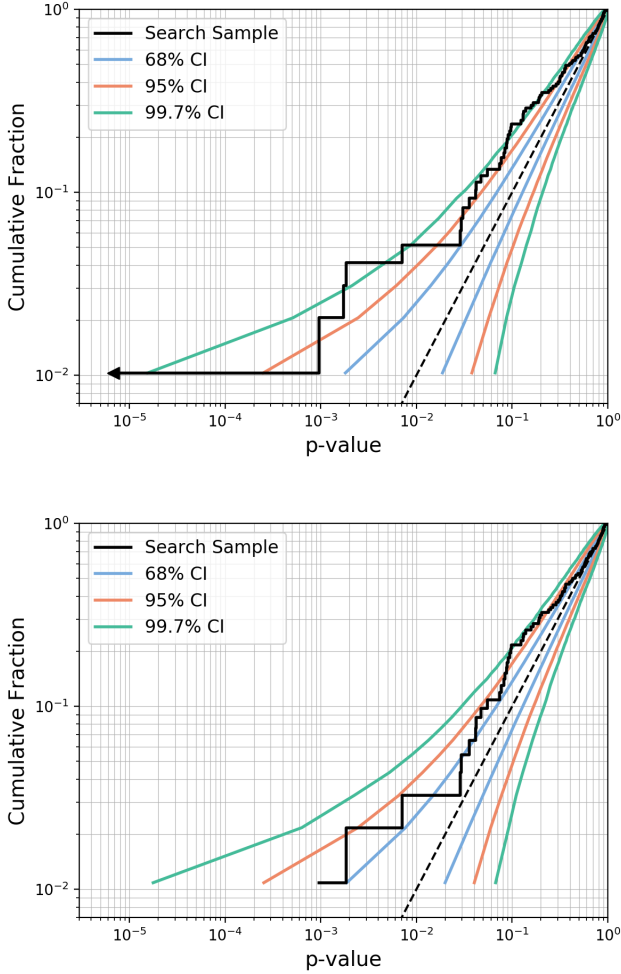 10⁰
10⁻¹
10⁻²
Cumulative Fraction
Search Sample
68% CI
95% CI
99.7% CI
10⁻⁵ 10⁻⁴ 10⁻³ 10⁻² 10⁻¹ 10⁰
p-value
10⁰
10⁻¹
10⁻²
Cumulative Fraction
Search Sample
68% CI
95% CI
99.7% CI
10⁻⁵ 10⁻⁴ 10⁻³ 10⁻² 10⁻¹ 10⁰
p-value